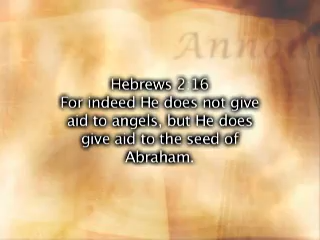 Anno
Hebrews 2 16
For indeed He does not give
aid to angels, but He does
give aid to the seed of
Abraham.